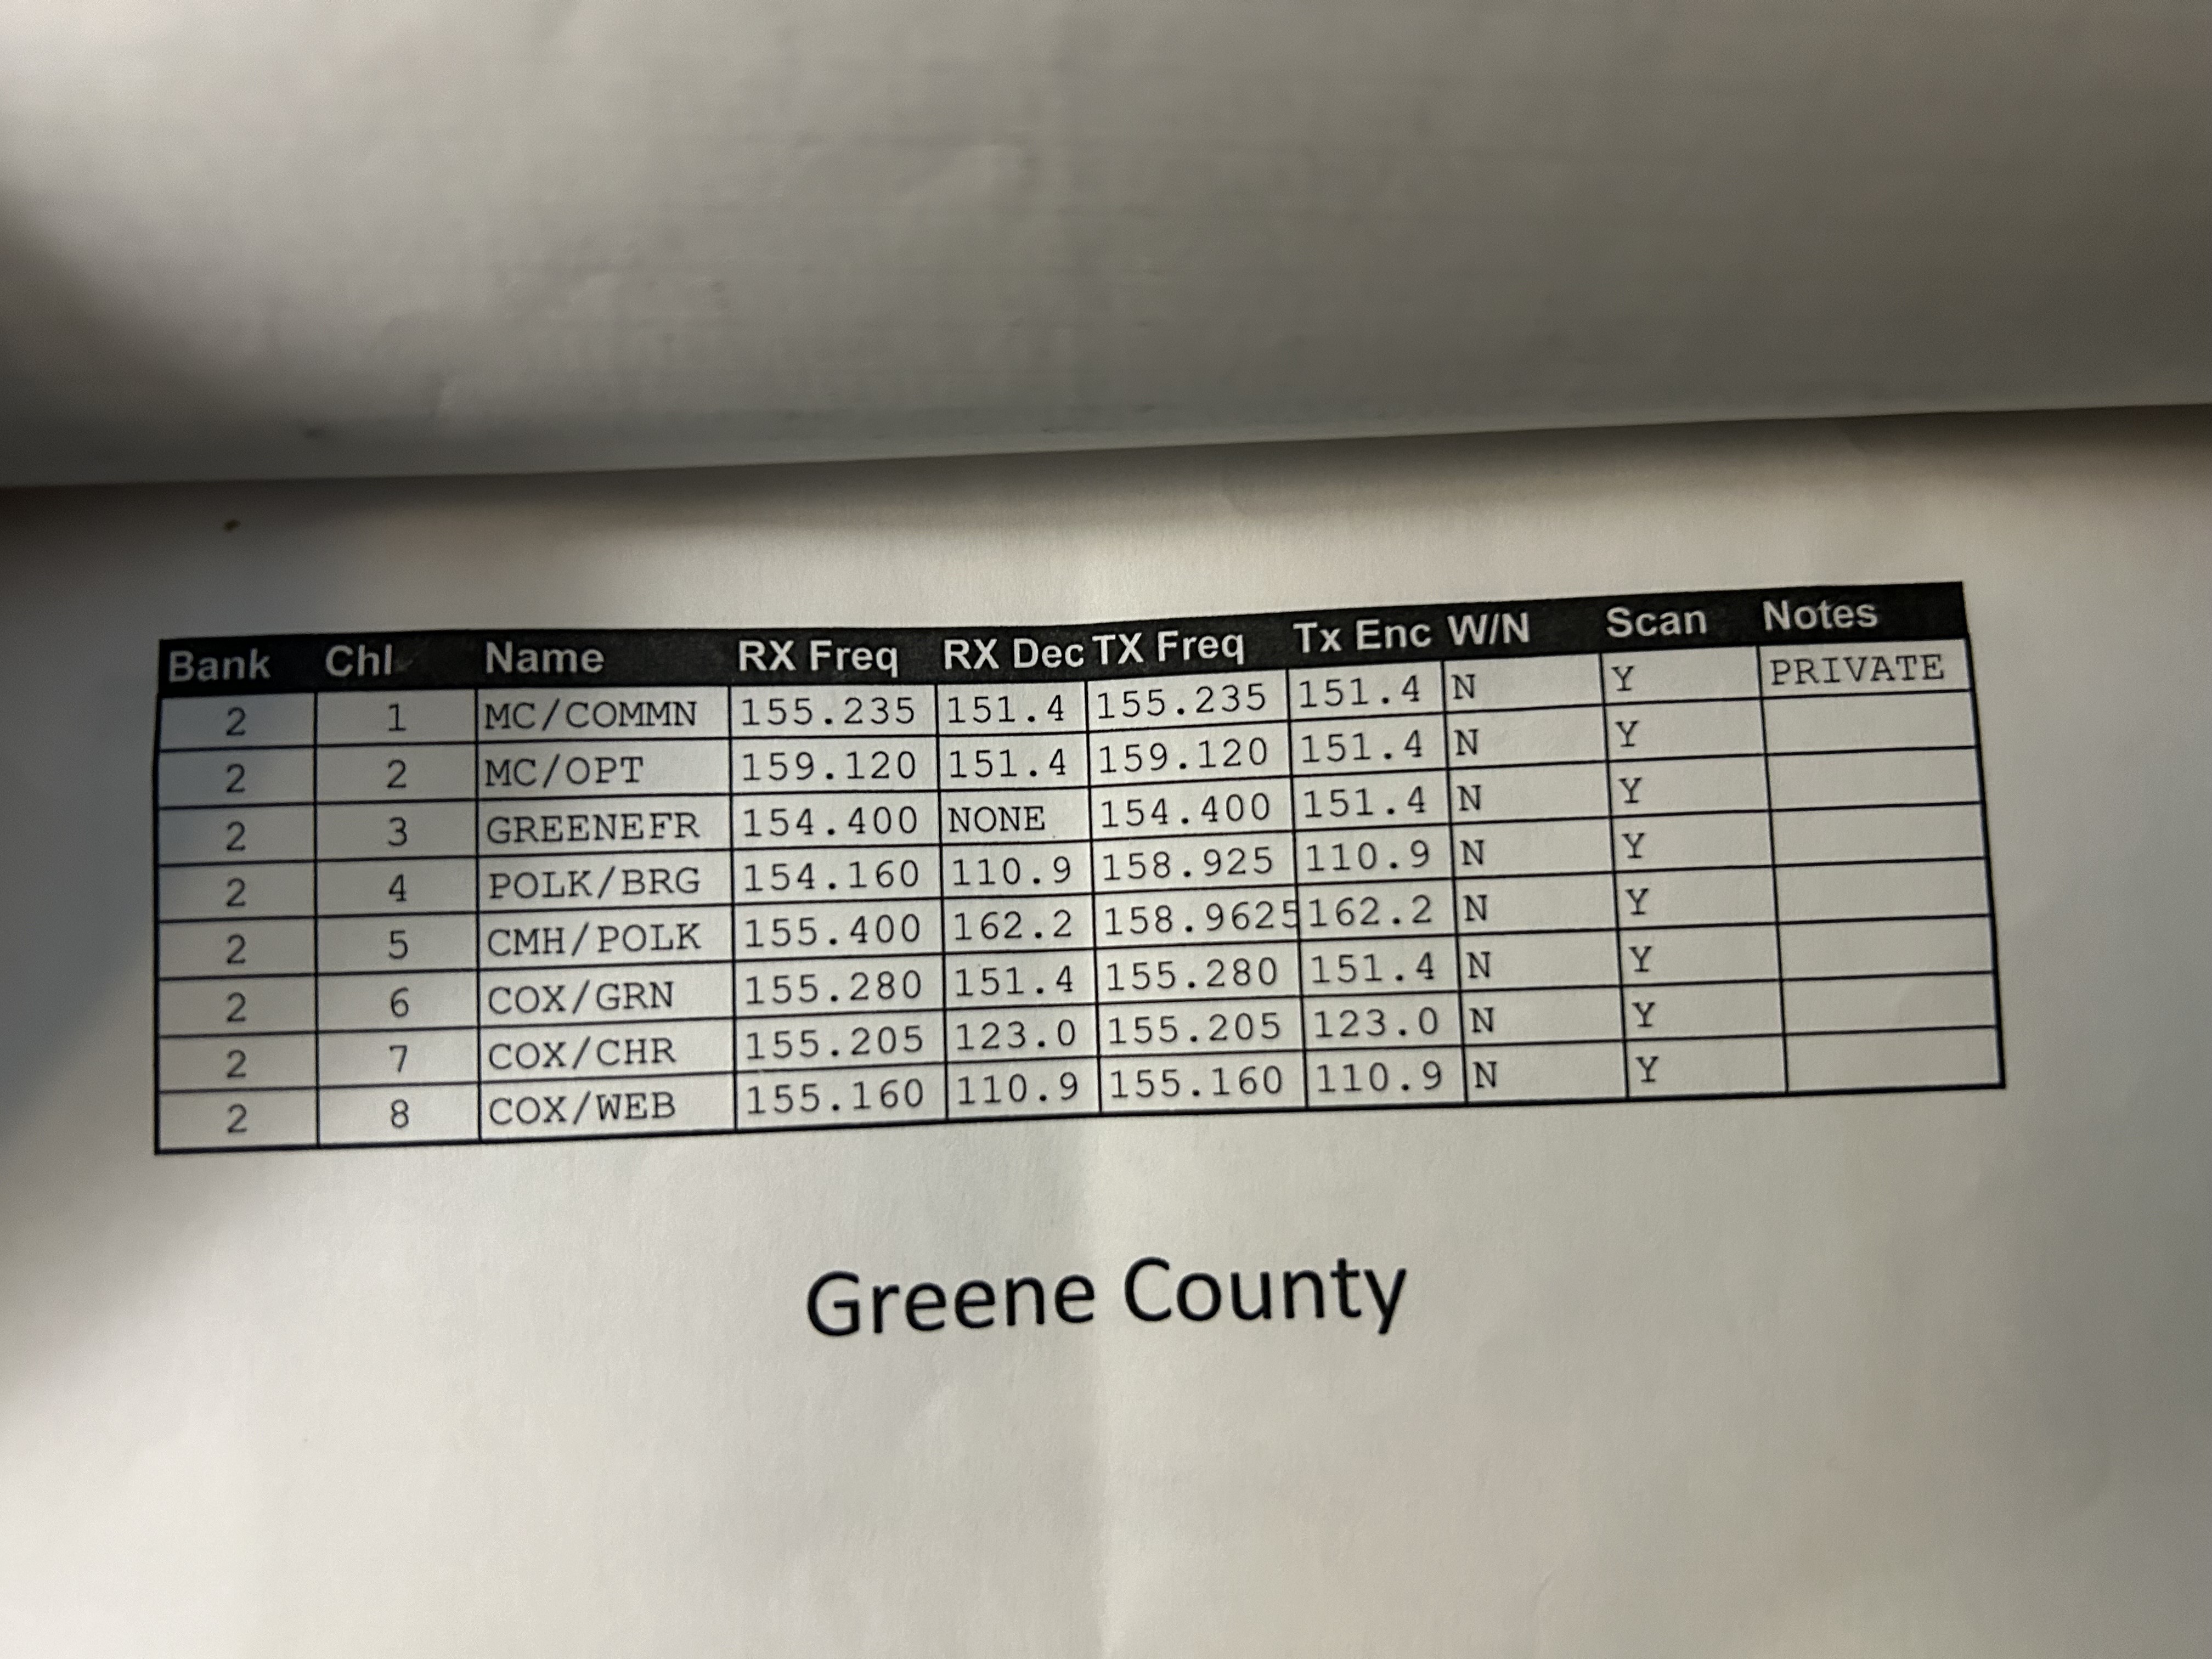 Bank Chl Name RX Freq RX Dec TX Freq Tx Enc W/N Scan Notes
2 1 MC/COMMN 155.235 151.4 155.235 151.4 N Y PRIVATE
2 2 MC/OPT 159.120 151.4 159.120 151.4 N Y
2 3 GREENEFR 154.400 NONE 154.400 151.4 N Y
2 4 POLK/BRG 154.160 110.9 158.925 110.9 N Y
2 5 CMH/POLK 155.400 162.2 158.9625 162.2 N Y
2 6 COX/GRN 155.280 151.4 155.280 151.4 N Y
2 7 COX/CHR 155.205 123.0 155.205 123.0 N Y
2 8 COX/WEB 155.160 110.9 155.160 110.9 N Y
Greene County